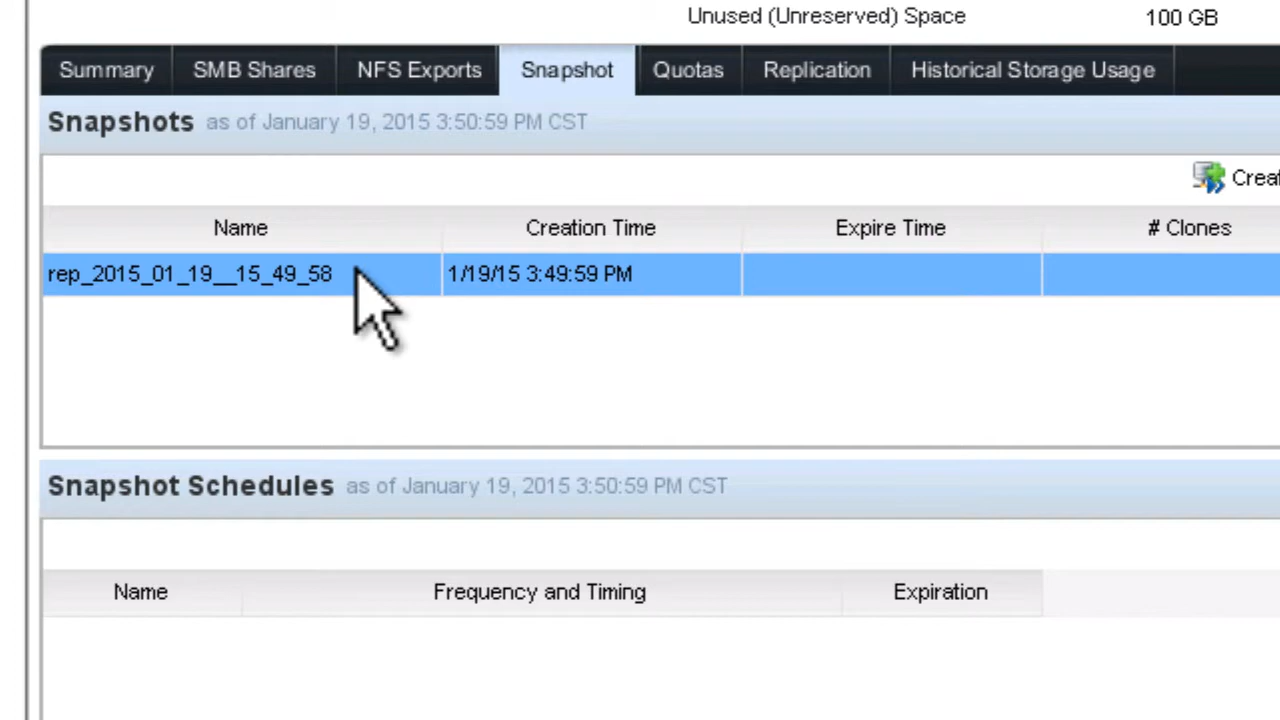 Unused (Unreserved) Space 100 GB
Summary SMB Shares NFS Exports Snapshot Quotas Replication Historical Storage Usage
Snapshots as of January 19, 2015 3:50:59 PM CST
Creat
Name Creation Time Expire Time # Clones
rep_2015_01_19__15_49_58 1/19/15 3:49:59 PM
Snapshot Schedules as of January 19, 2015 3:50:59 PM CST
Name Frequency and Timing Expiration